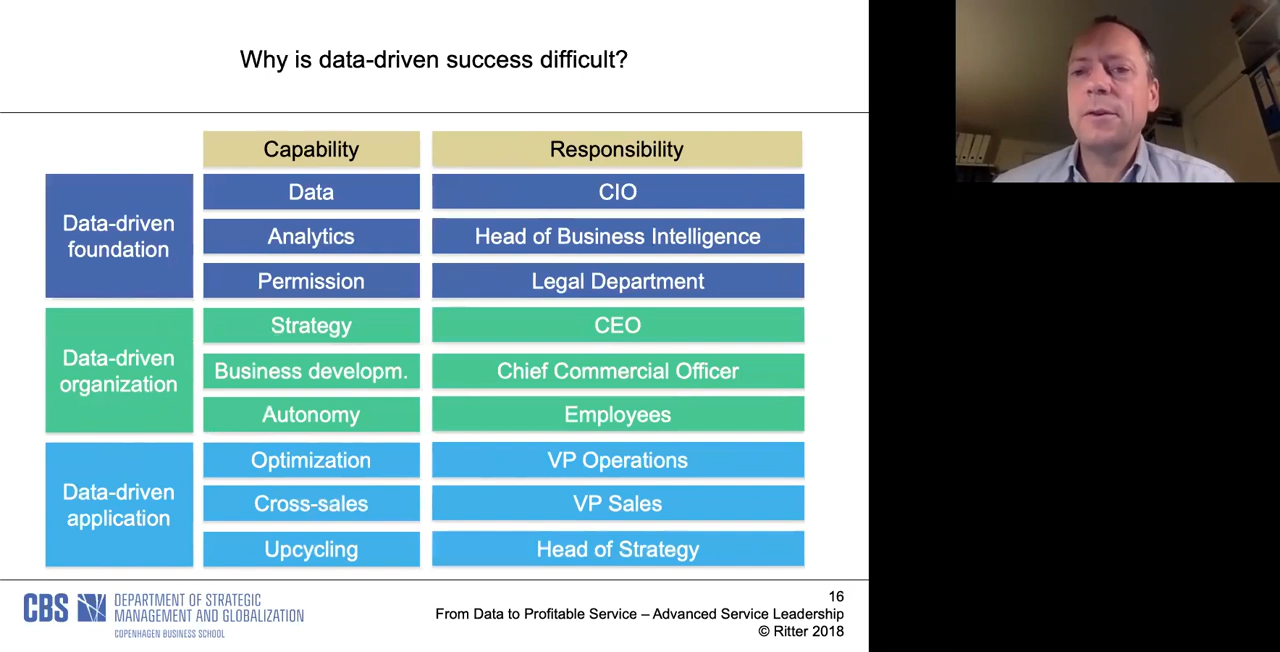 Why is data-driven success difficult?
Capability
Responsibility
Data-driven
foundation
Data
CIO
Analytics
Head of Business Intelligence
Permission
Legal Department
Data-driven
organization
Strategy
CEO
Business developm.
Chief Commercial Officer
Autonomy
Employees
Data-driven
application
Optimization
VP Operations
Cross-sales
VP Sales
Upcycling
Head of Strategy
CBS
DEPARTMENT OF STRATEGIC
MANAGEMENT AND GLOBALIZATION
COPENHAGEN BUSINESS SCHOOL
16
From Data to Profitable Service – Advanced Service Leadership
© Ritter 2018